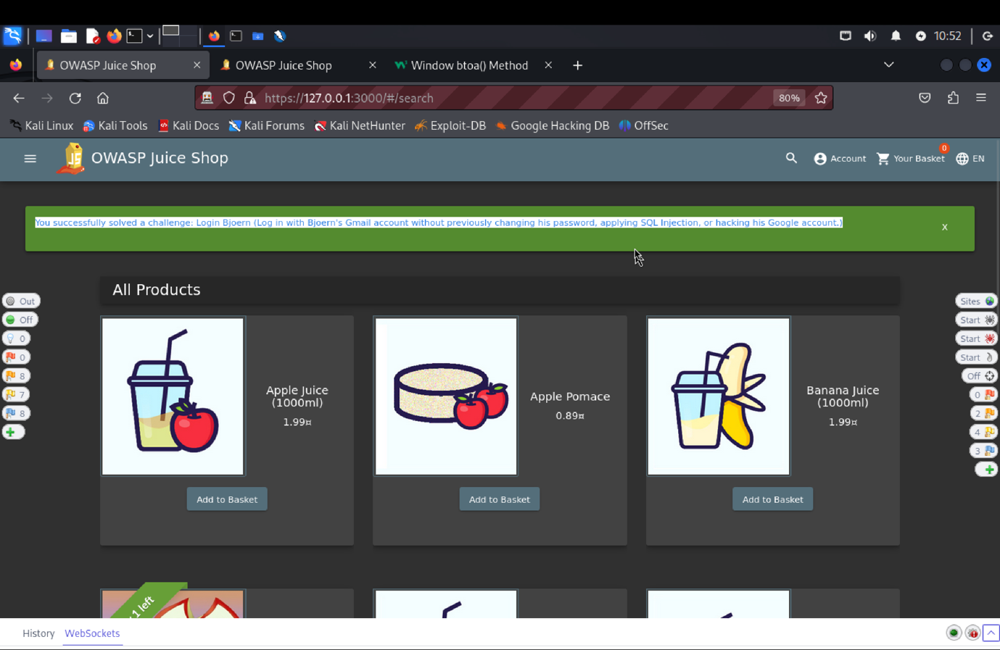 10:52
OWASP Juice Shop
OWASP Juice Shop
Window btoa() Method
https://127.0.0.1:3000/#/search
80%
Kali Linux
Kali Tools
Kali Docs
Kali Forums
Kali NetHunter
Exploit-DB
Google Hacking DB
OffSec
JS
OWASP Juice Shop
Account
0
Your Basket
EN
You successfully solved a challenge: Login Bjoern (Log in with Bjoern's Gmail account without previously changing his password, applying SQL Injection, or hacking his Google account.)
X
All Products
Out
Off
0
0
8
7
8
Apple Juice
(1000ml)
1.99¤
Add to Basket
Apple Pomace
0.89¤
Add to Basket
Banana Juice
(1000ml)
1.99¤
Add to Basket
Sites
Start
Start
Start
Off
0
2
4
3
1 left
History
WebSockets